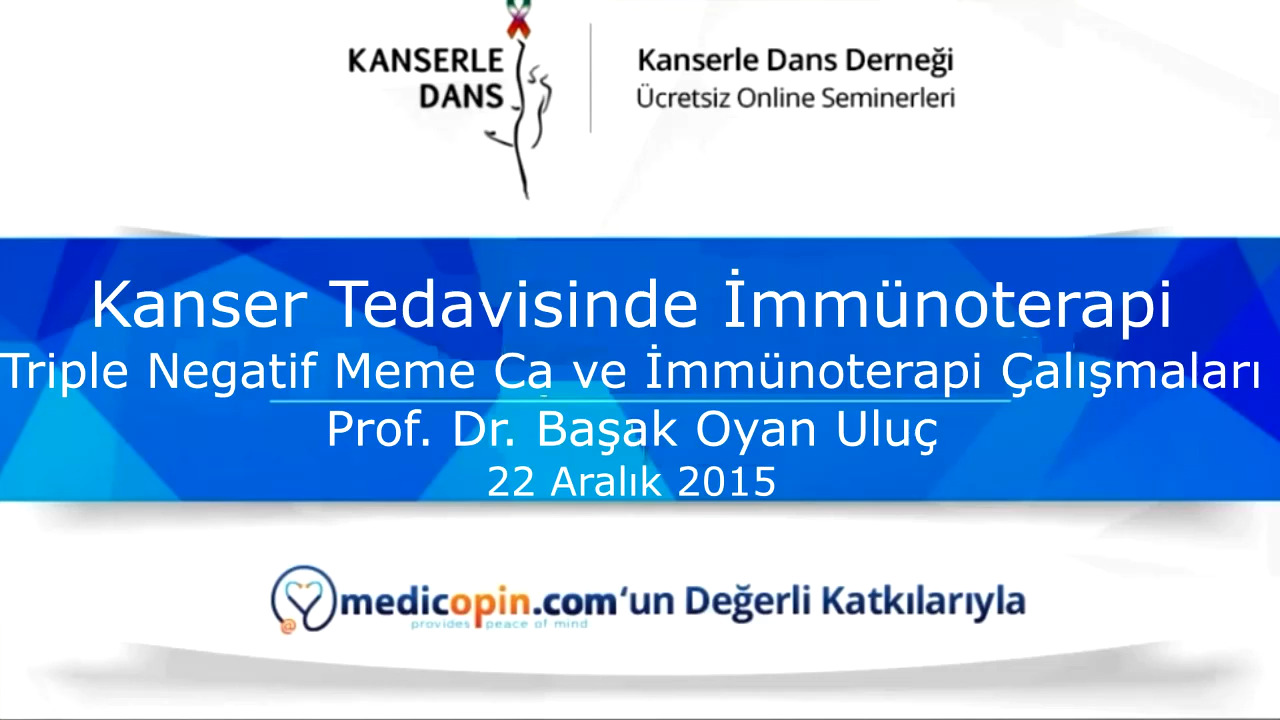 KANSERLE
DANS
Kanserle Dans Derneği
Ücretsiz Online Seminerleri
Kanser Tedavisinde İmmünoterapi
Triple Negatif Meme Ca ve İmmünoterapi Çalışmaları
Prof. Dr. Başak Oyan Uluç
22 Aralık 2015
@medicopin.com‘un Değerli Katkılarıyla
provides peace of mind